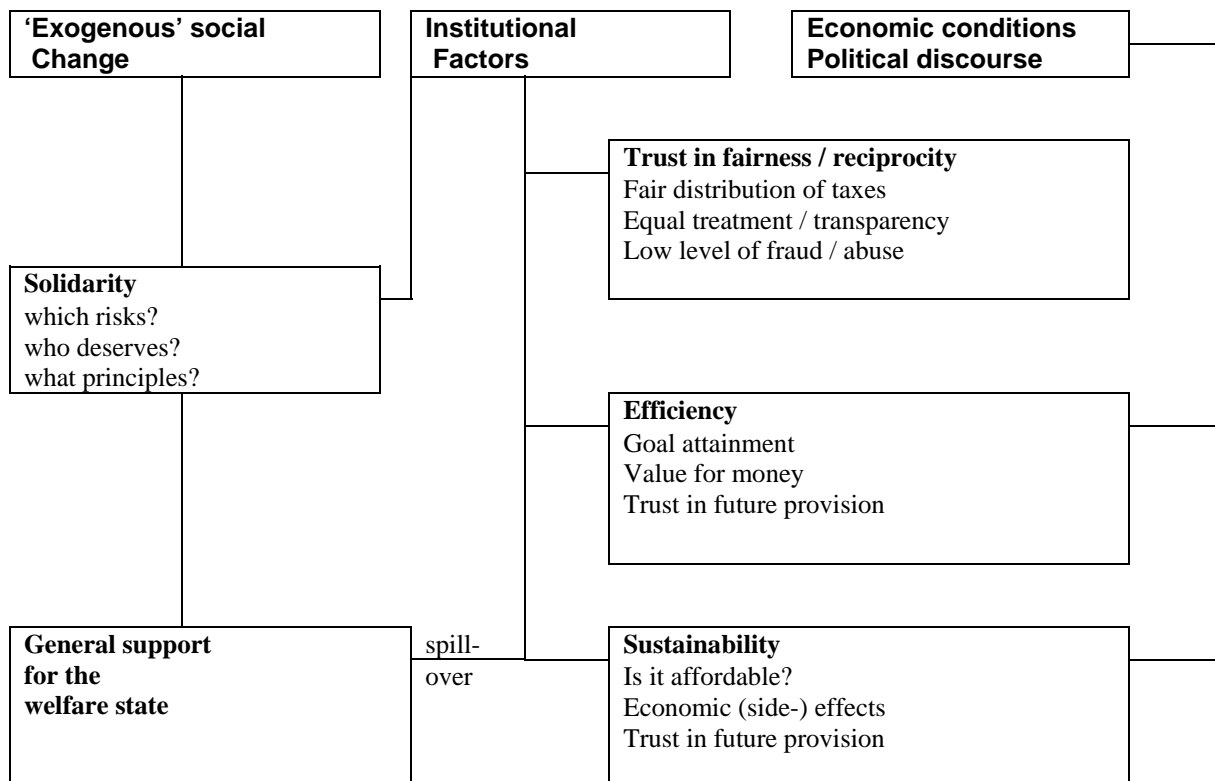 ‘Exogenous’ social
Change
Institutional
Factors
Economic conditions
Political discourse
Trust in fairness / reciprocity
Fair distribution of taxes
Equal treatment / transparency
Low level of fraud / abuse
Solidarity
which risks?
who deserves?
what principles?
Efficiency
Goal attainment
Value for money
Trust in future provision
General support
for the
welfare state
spill-
over
Sustainability
Is it affordable?
Economic (side-) effects
Trust in future provision